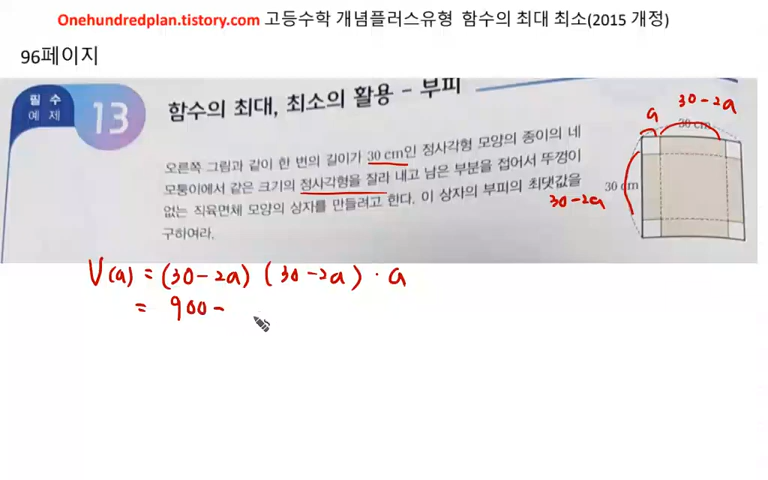 Onehundredplan.tistory.com 고등수학 개념플러스유형 함수의 최대 최소(2015 개정)
96페이지
필수
예제
13
함수의 최대, 최소의 활용 - 부피
오른쪽 그림과 같이 한 변의 길이가 30 cm인 정사각형 모양의 종이의 네
모퉁이에서 같은 크기의 정사각형을 잘라 내고 남은 부분을 접어서 뚜껑이
없는 직육면체 모양의 상자를 만들려고 한다. 이 상자의 부피의 최댓값을
구하여라.
a 30-2a
30 cm
30 cm
30-2a
V(a) = (30-2a) (30-2a) · a
= 900-